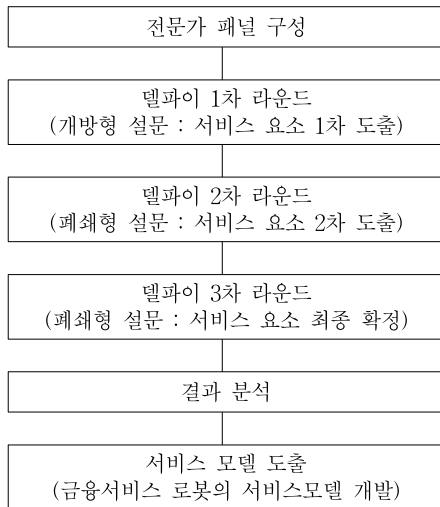 전문가 패널 구성
델파이 1차 라운드
(개방형 설문 : 서비스 요소 1차 도출)
델파이 2차 라운드
(폐쇄형 설문 : 서비스 요소 2차 도출)
델파이 3차 라운드
(폐쇄형 설문 : 서비스 요소 최종 확정)
결과 분석
서비스 모델 도출
(금융서비스 로봇의 서비스모델 개발)